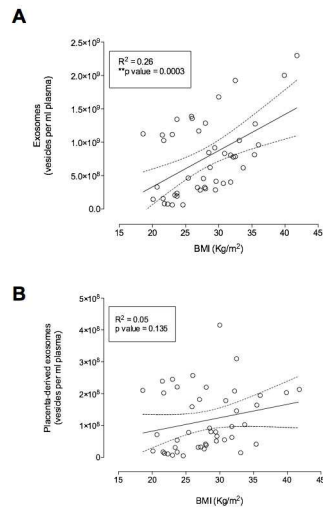 A
2.5×10⁹
2.0×10⁹
1.5×10⁹
1.0×10⁹
5.0×10⁸
0.0
Exosomes
(vesicles per ml plasma)
R² = 0.26
**p value = 0.0003
15 20 25 30 35 40 45
BMI (Kg/m²)
B
5×10⁸
4×10⁸
3×10⁸
2×10⁸
1×10⁸
0
Placenta-derived exosomes
(vesicles per ml plasma)
R² = 0.05
p value = 0.135
15 20 25 30 35 40 45
BMI (Kg/m²)